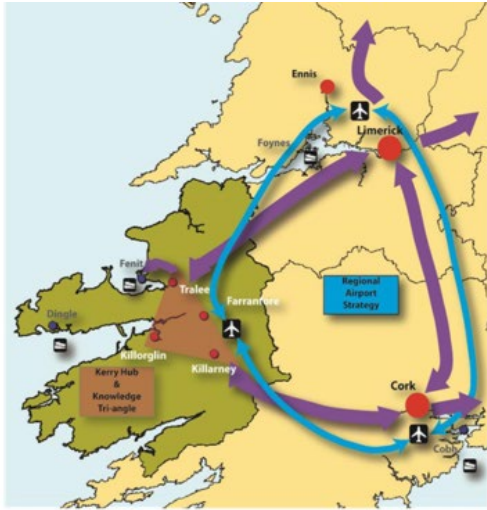 Ennis
Limerick
Foynes
Fenit
Tralee
Farranfore
Regional
Airport
Strategy
Dingle
Killorglin
Killarney
Kerry Hub
&
Knowledge
Tri-angle
Cork
Cobh